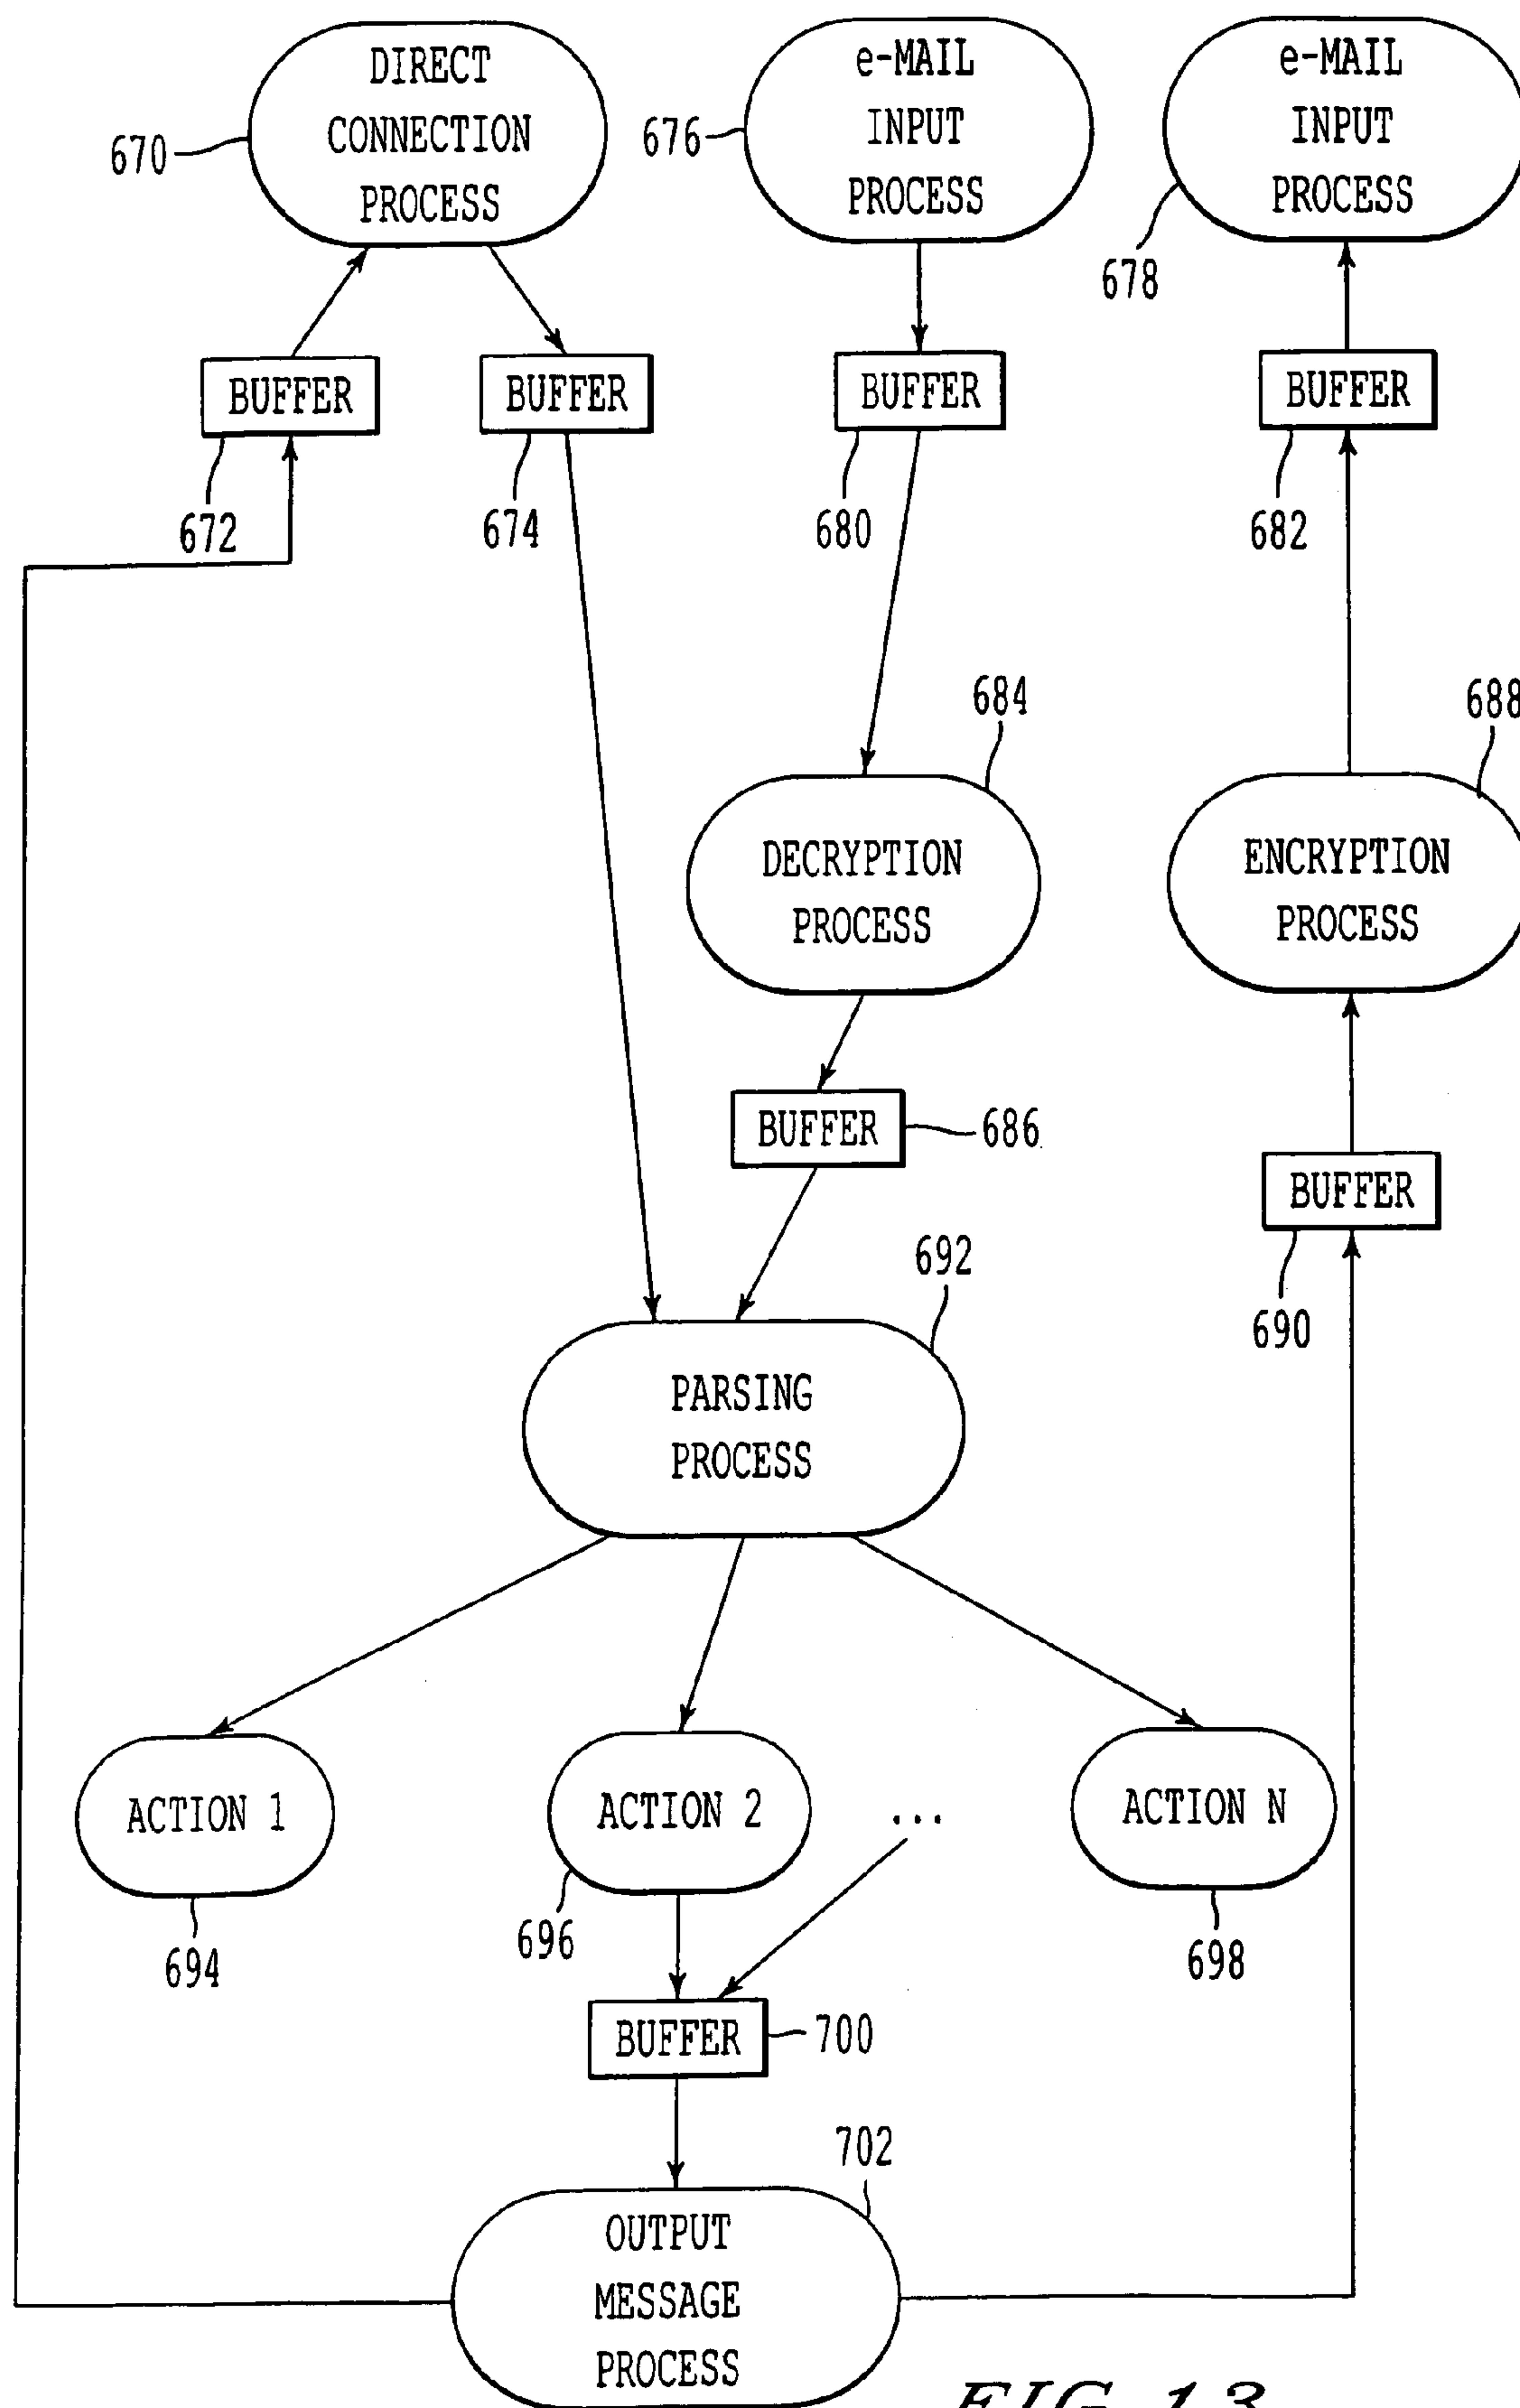 DIRECT
CONNECTION
PROCESS
670
e-MAIL
INPUT
PROCESS
676
e-MAIL
INPUT
PROCESS
678
BUFFER
672
BUFFER
674
BUFFER
680
BUFFER
682
684
DECRYPTION
PROCESS
688
ENCRYPTION
PROCESS
BUFFER
686
BUFFER
690
692
PARSING
PROCESS
ACTION 1
694
ACTION 2
696
...
ACTION N
698
BUFFER
700
702
OUTPUT
MESSAGE
PROCESS
FIG. 13